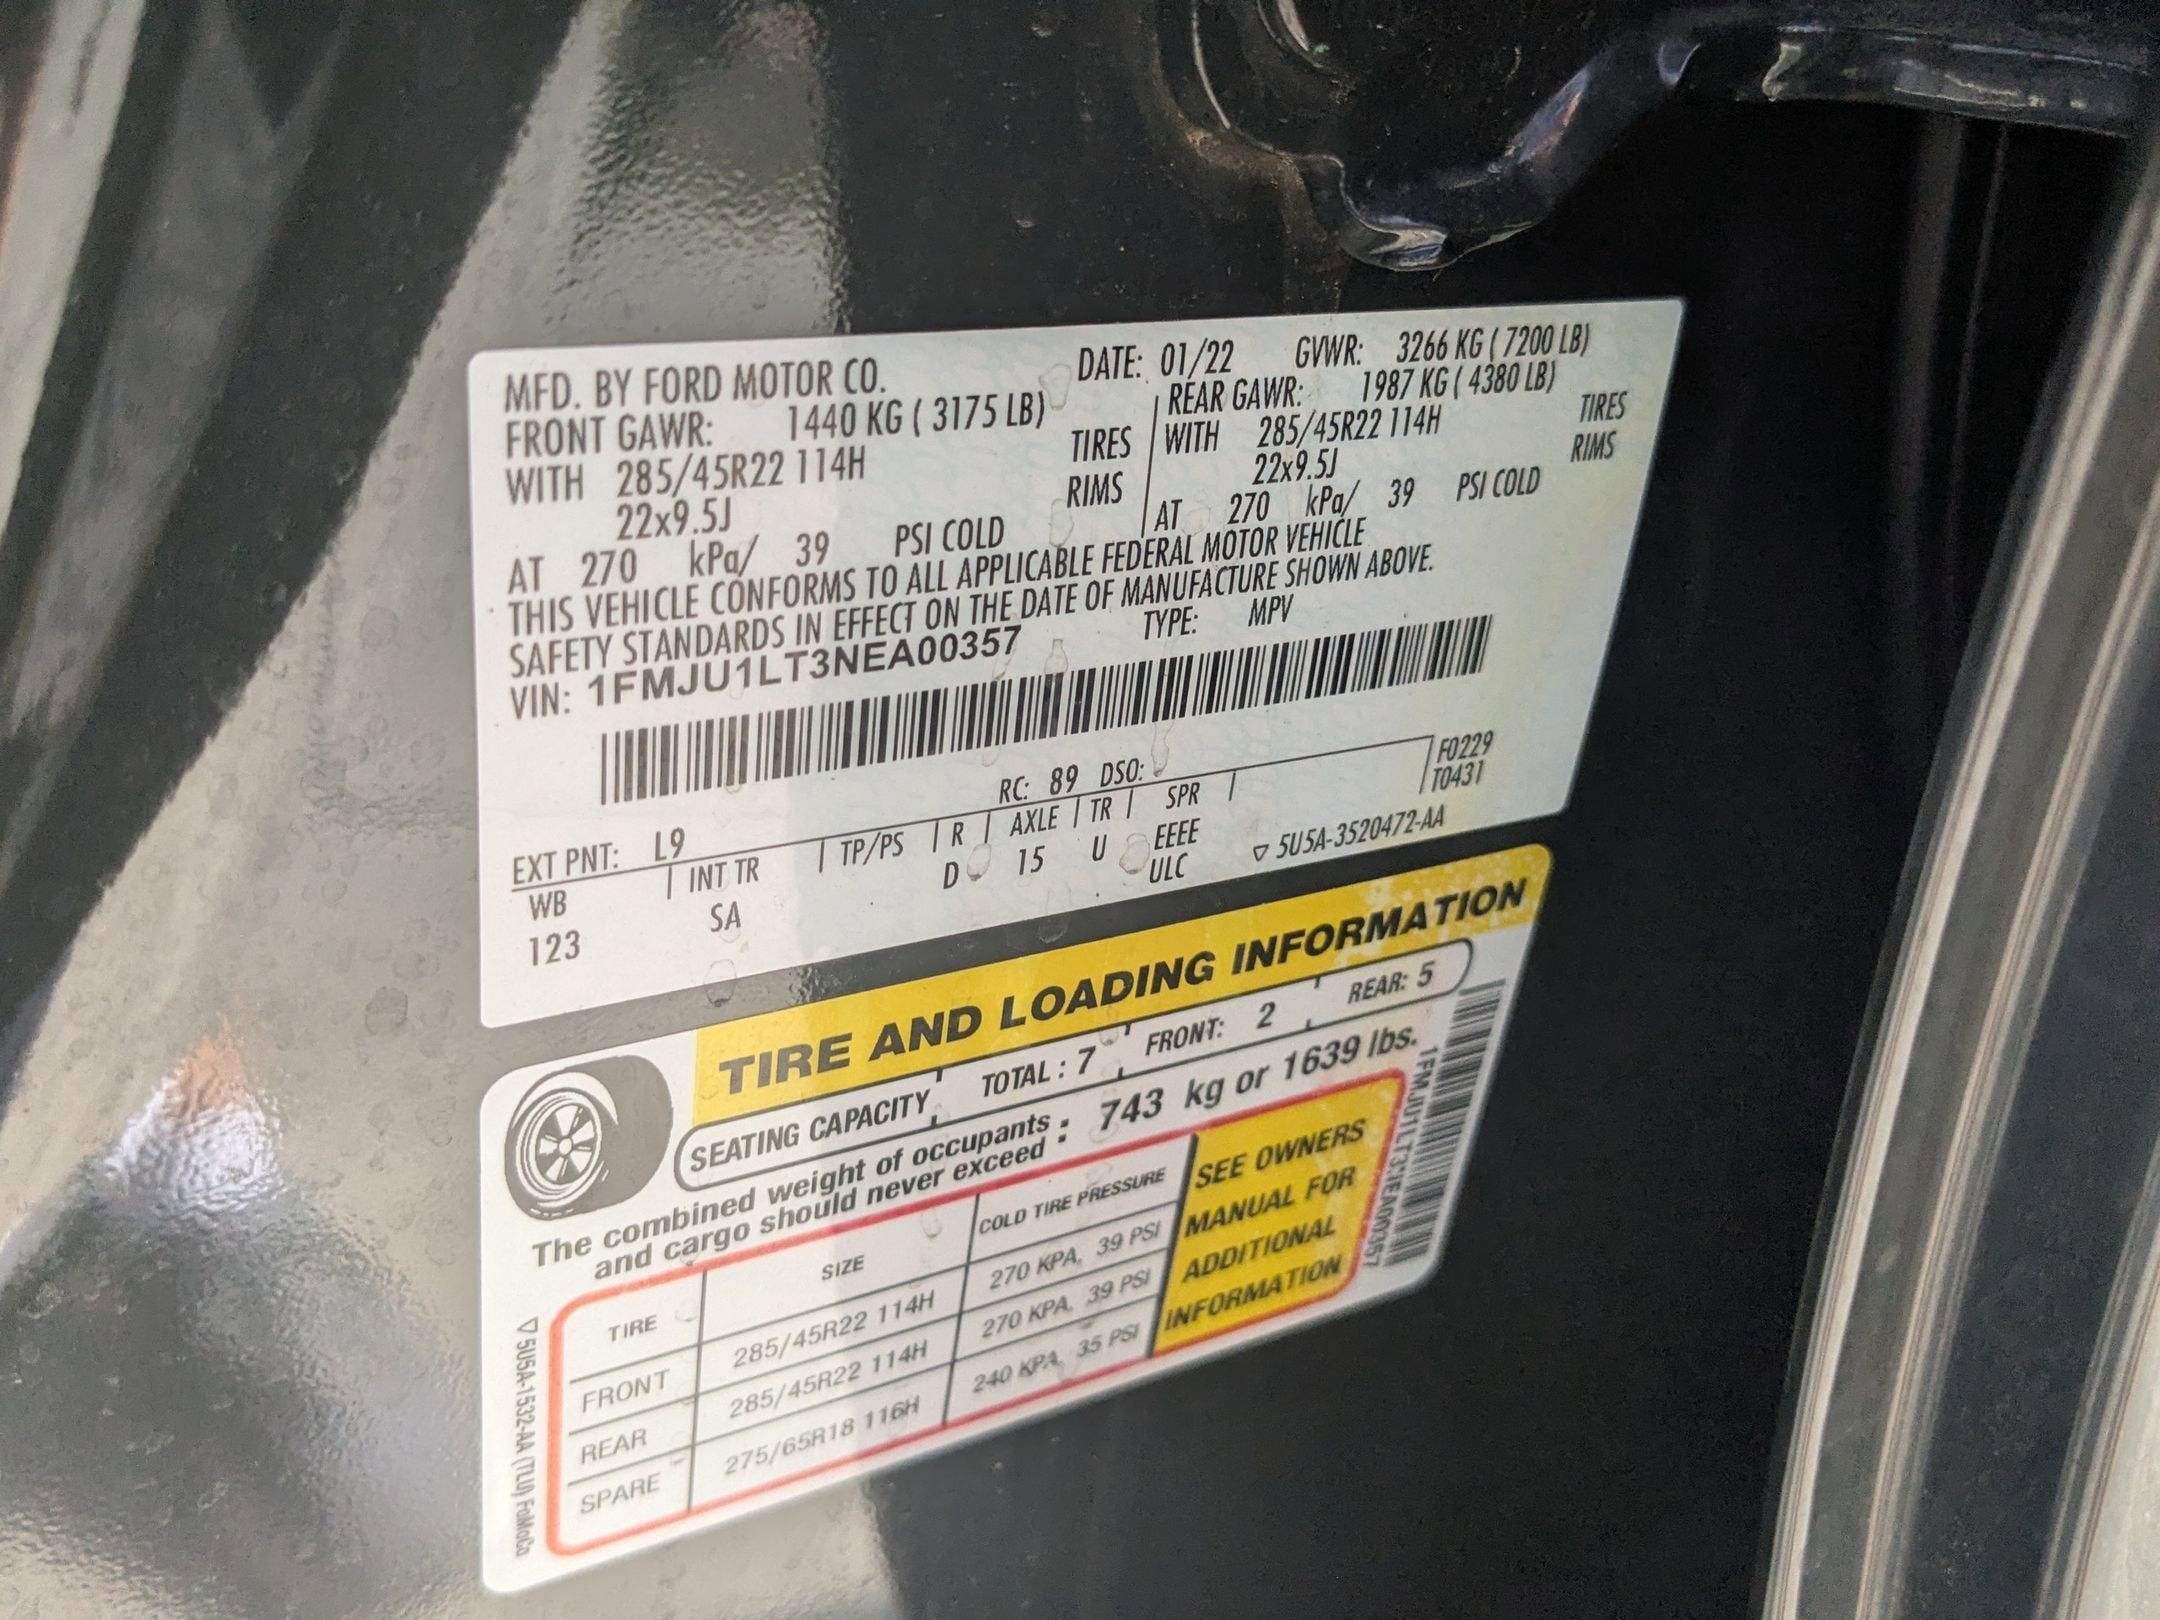 MFD. BY FORD MOTOR CO. DATE: 01/22 GVWR: 3266 KG ( 7200 LB)
FRONT GAWR: 1440 KG ( 3175 LB) REAR GAWR: 1987 KG ( 4380 LB)
WITH 285/45R22 114H TIRES WITH 285/45R22 114H TIRES
22x9.5J RIMS 22x9.5J RIMS
AT 270 kPa/ 39 PSI COLD AT 270 kPa/ 39 PSI COLD
THIS VEHICLE CONFORMS TO ALL APPLICABLE FEDERAL MOTOR VEHICLE
SAFETY STANDARDS IN EFFECT ON THE DATE OF MANUFACTURE SHOWN ABOVE.
VIN: 1FMJU1LT3NEA00357 TYPE: MPV
F0229
T0431
EXT PNT: L9 RC: 89 DSO:
WB INT TR TP/PS R AXLE TR SPR
123 SA D 15 U EEEE
ULC
5U5A-3520472-AA
TIRE AND LOADING INFORMATION
SEATING CAPACITY TOTAL : 7 FRONT: 2 REAR: 5
The combined weight of occupants
and cargo should never exceed : 743 kg or 1639 lbs.
TIRE SIZE COLD TIRE PRESSURE
FRONT 285/45R22 114H 270 KPA, 39 PSI
REAR 285/45R22 114H 270 KPA, 39 PSI
SPARE 275/65R18 116H 240 KPA, 35 PSI
SEE OWNERS
MANUAL FOR
ADDITIONAL
INFORMATION
1FMJU1LT3NEA00357
5U5A-1532-AA (TLU) FoMoCo